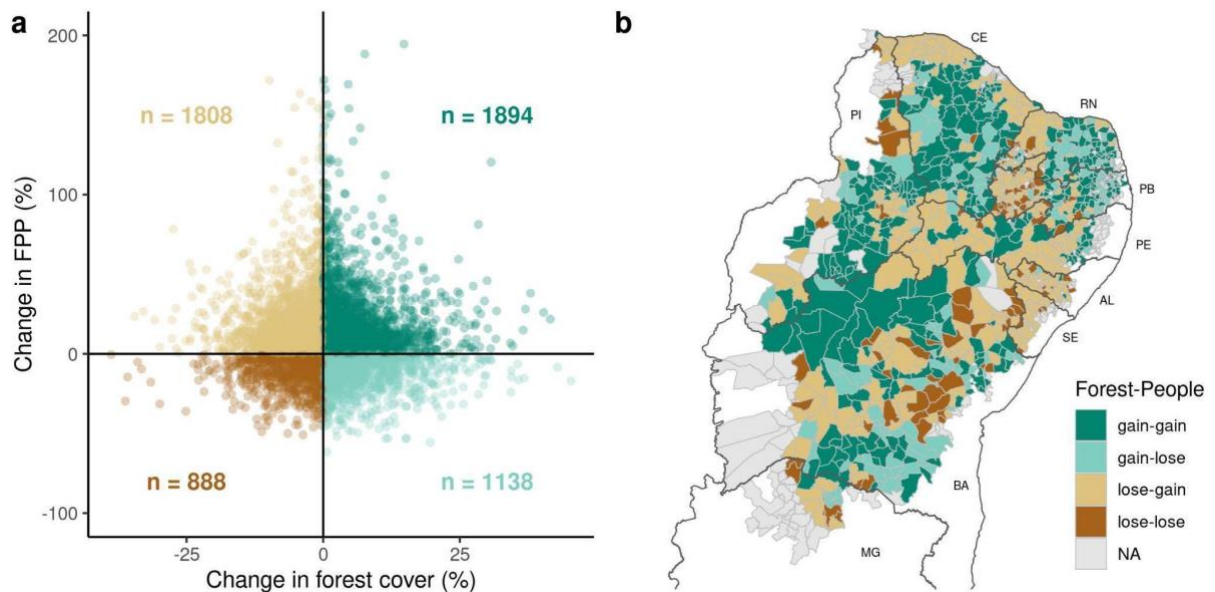 a
200
100
0
-100
Change in FPP (%)
n = 1808
n = 1894
n = 888
n = 1138
-25
0
25
Change in forest cover (%)
b
CE
RN
PI
PB
PE
AL
SE
BA
MG
Forest-People
gain-gain
gain-lose
lose-gain
lose-lose
NA